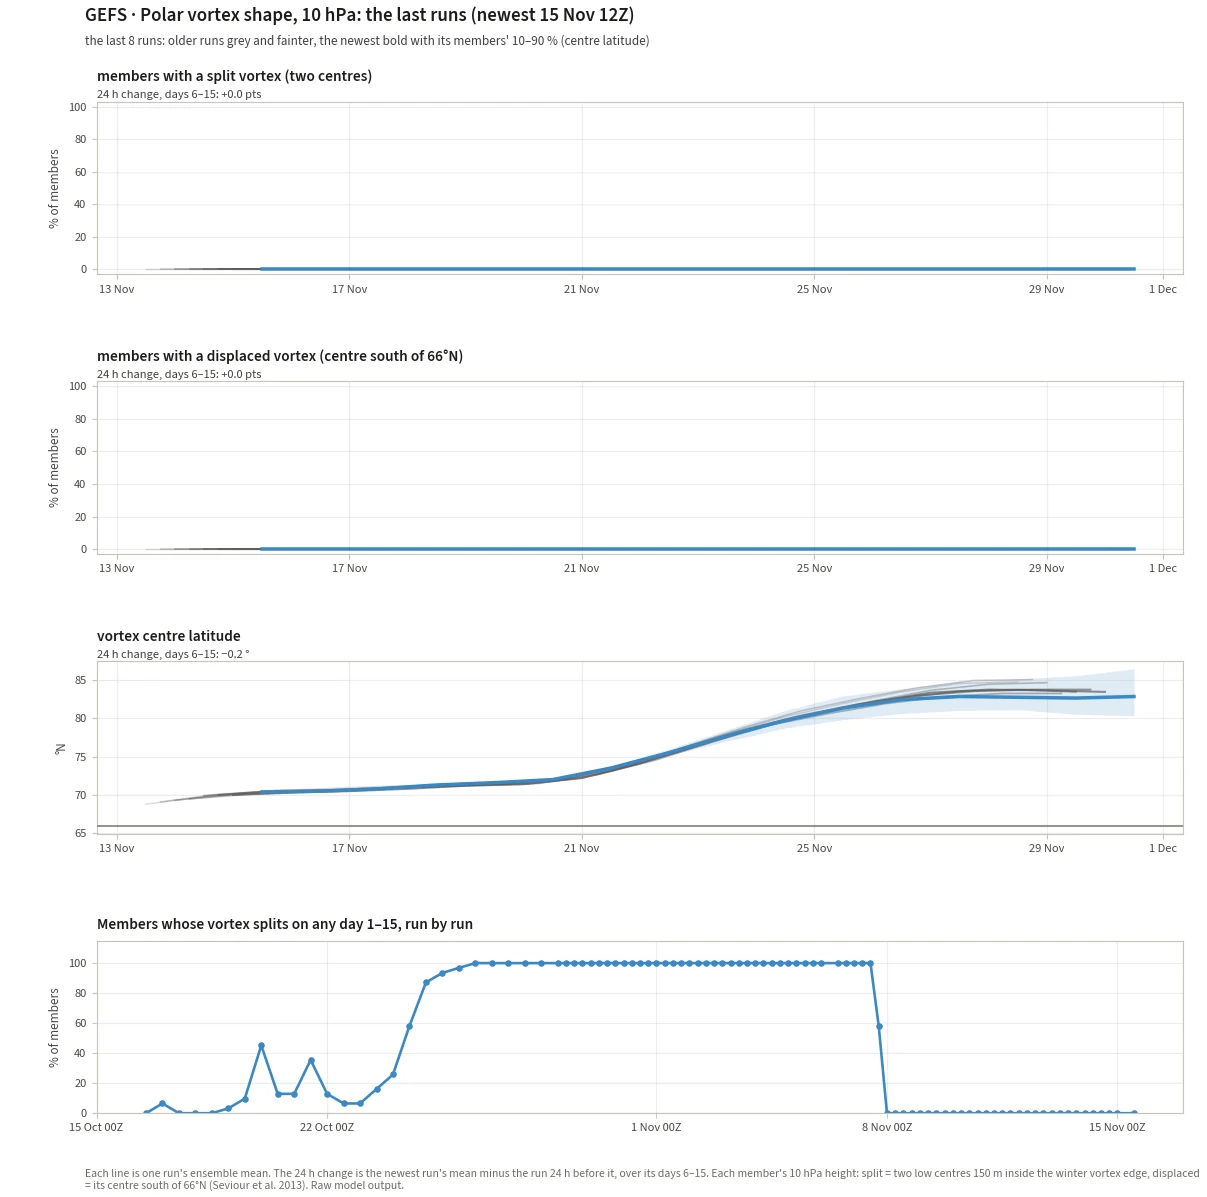 GEFS · Polar vortex shape, 10 hPa: the last runs (newest 15 Nov 12Z)
the last 8 runs: older runs grey and fainter, the newest bold with its members' 10–90 % (centre latitude)
members with a split vortex (two centres)
24 h change, days 6–15: +0.0 pts
% of members
100
80
60
40
20
0
13 Nov 17 Nov 21 Nov 25 Nov 29 Nov 1 Dec
members with a displaced vortex (centre south of 66°N)
24 h change, days 6–15: +0.0 pts
% of members
100
80
60
40
20
0
13 Nov 17 Nov 21 Nov 25 Nov 29 Nov 1 Dec
vortex centre latitude
24 h change, days 6–15: −0.2 °
°N
85
80
75
70
65
13 Nov 17 Nov 21 Nov 25 Nov 29 Nov 1 Dec
Members whose vortex splits on any day 1–15, run by run
% of members
100
80
60
40
20
0
15 Oct 00Z 22 Oct 00Z 1 Nov 00Z 8 Nov 00Z 15 Nov 00Z
Each line is one run's ensemble mean. The 24 h change is the newest run's mean minus the run 24 h before it, over its days 6–15. Each member's 10 hPa height: split = two low centres 150 m inside the winter vortex edge, displaced
= its centre south of 66°N (Seviour et al. 2013). Raw model output.